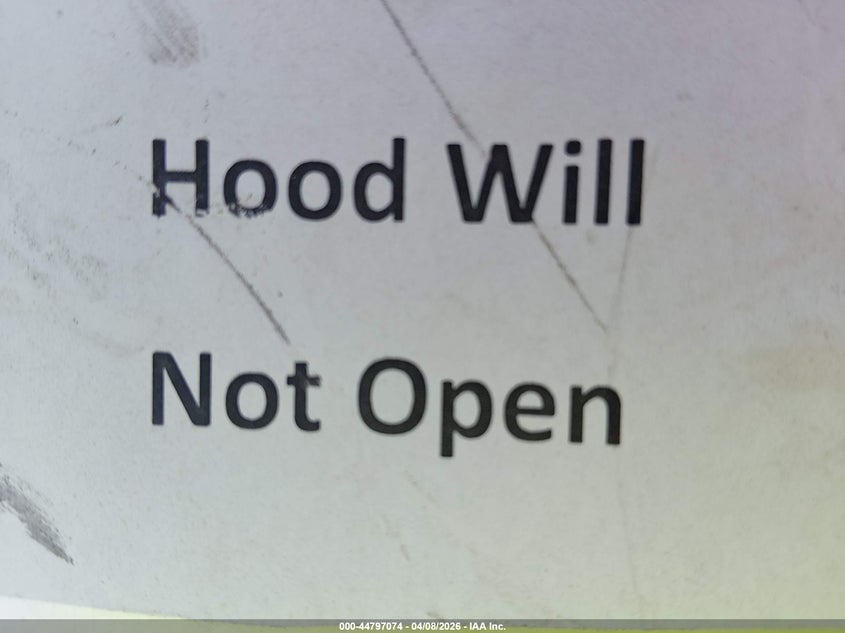 Hood Will
Not Open
000-44797074 - 04/08/2026 - IAA Inc.